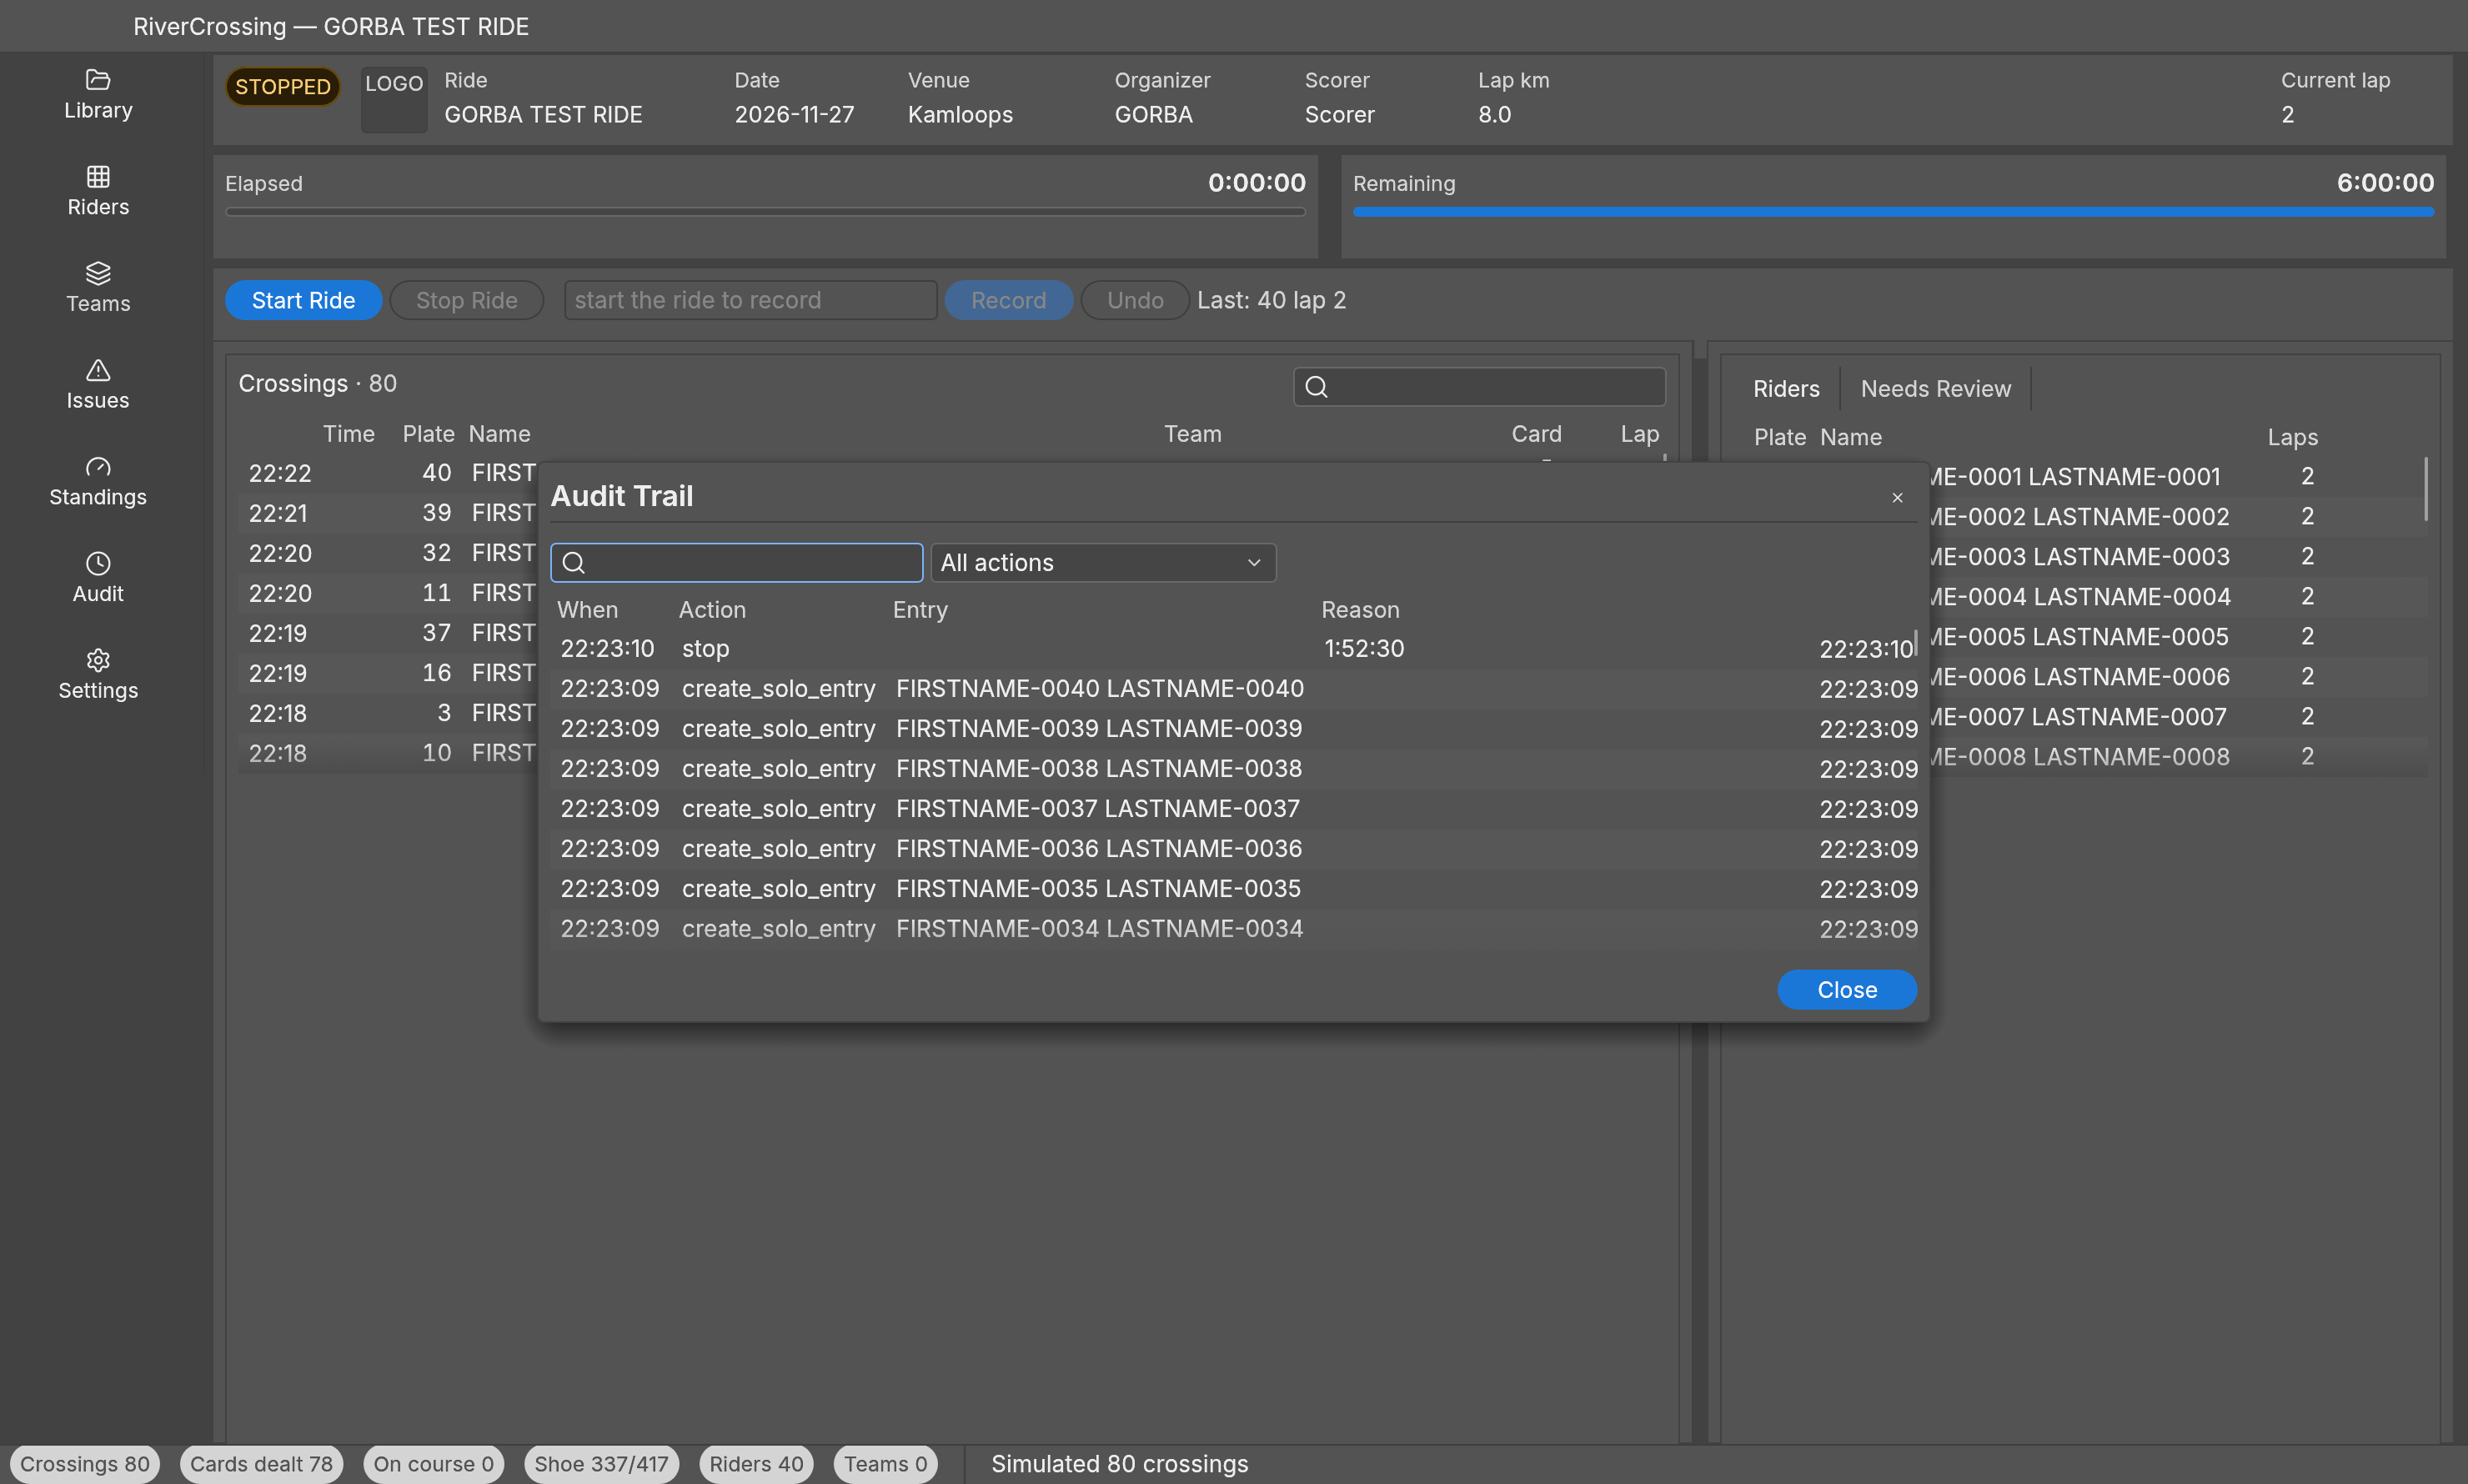 RiverCrossing — GORBA TEST RIDE
Library
Riders
Teams
Issues
Standings
Audit
Settings
STOPPED
LOGO
Ride Date Venue Organizer Scorer Lap km Current lap
GORBA TEST RIDE 2026-11-27 Kamloops GORBA Scorer 8.0 2
Elapsed 0:00:00
Remaining 6:00:00
Start Ride Stop Ride start the ride to record Record Undo Last: 40 lap 2
Crossings · 80
Time Plate Name Team Card Lap
22:22 40 FIRST
22:21 39 FIRST
22:20 32 FIRST
22:20 11 FIRST
22:19 37 FIRST
22:19 16 FIRST
22:18 3 FIRST
22:18 10 FIRST
Riders Needs Review
Plate Name Laps
ME-0001 LASTNAME-0001 2
ME-0002 LASTNAME-0002 2
ME-0003 LASTNAME-0003 2
ME-0004 LASTNAME-0004 2
ME-0005 LASTNAME-0005 2
ME-0006 LASTNAME-0006 2
ME-0007 LASTNAME-0007 2
ME-0008 LASTNAME-0008 2
Audit Trail
All actions
When Action Entry Reason
22:23:10 stop 1:52:30 22:23:10
22:23:09 create_solo_entry FIRSTNAME-0040 LASTNAME-0040 22:23:09
22:23:09 create_solo_entry FIRSTNAME-0039 LASTNAME-0039 22:23:09
22:23:09 create_solo_entry FIRSTNAME-0038 LASTNAME-0038 22:23:09
22:23:09 create_solo_entry FIRSTNAME-0037 LASTNAME-0037 22:23:09
22:23:09 create_solo_entry FIRSTNAME-0036 LASTNAME-0036 22:23:09
22:23:09 create_solo_entry FIRSTNAME-0035 LASTNAME-0035 22:23:09
22:23:09 create_solo_entry FIRSTNAME-0034 LASTNAME-0034 22:23:09
Close
Crossings 80 Cards dealt 78 On course 0 Shoe 337/417 Riders 40 Teams 0 Simulated 80 crossings